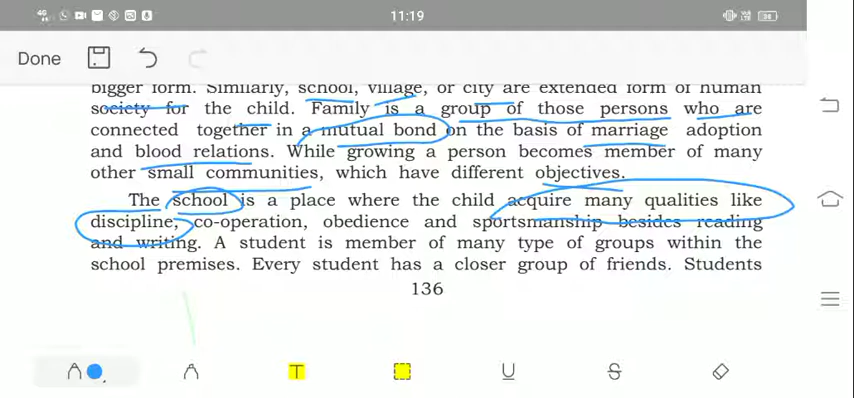 11:19
Done
bigger form. Similarly, school, village, or city are extended form of human
society for the child. Family is a group of those persons who are
connected together in a mutual bond on the basis of marriage adoption
and blood relations. While growing a person becomes member of many
other small communities, which have different objectives.
The school is a place where the child acquire many qualities like
discipline, co-operation, obedience and sportsmanship besides reading
and writing. A student is member of many type of groups within the
school premises. Every student has a closer group of friends. Students
136
T
U
S